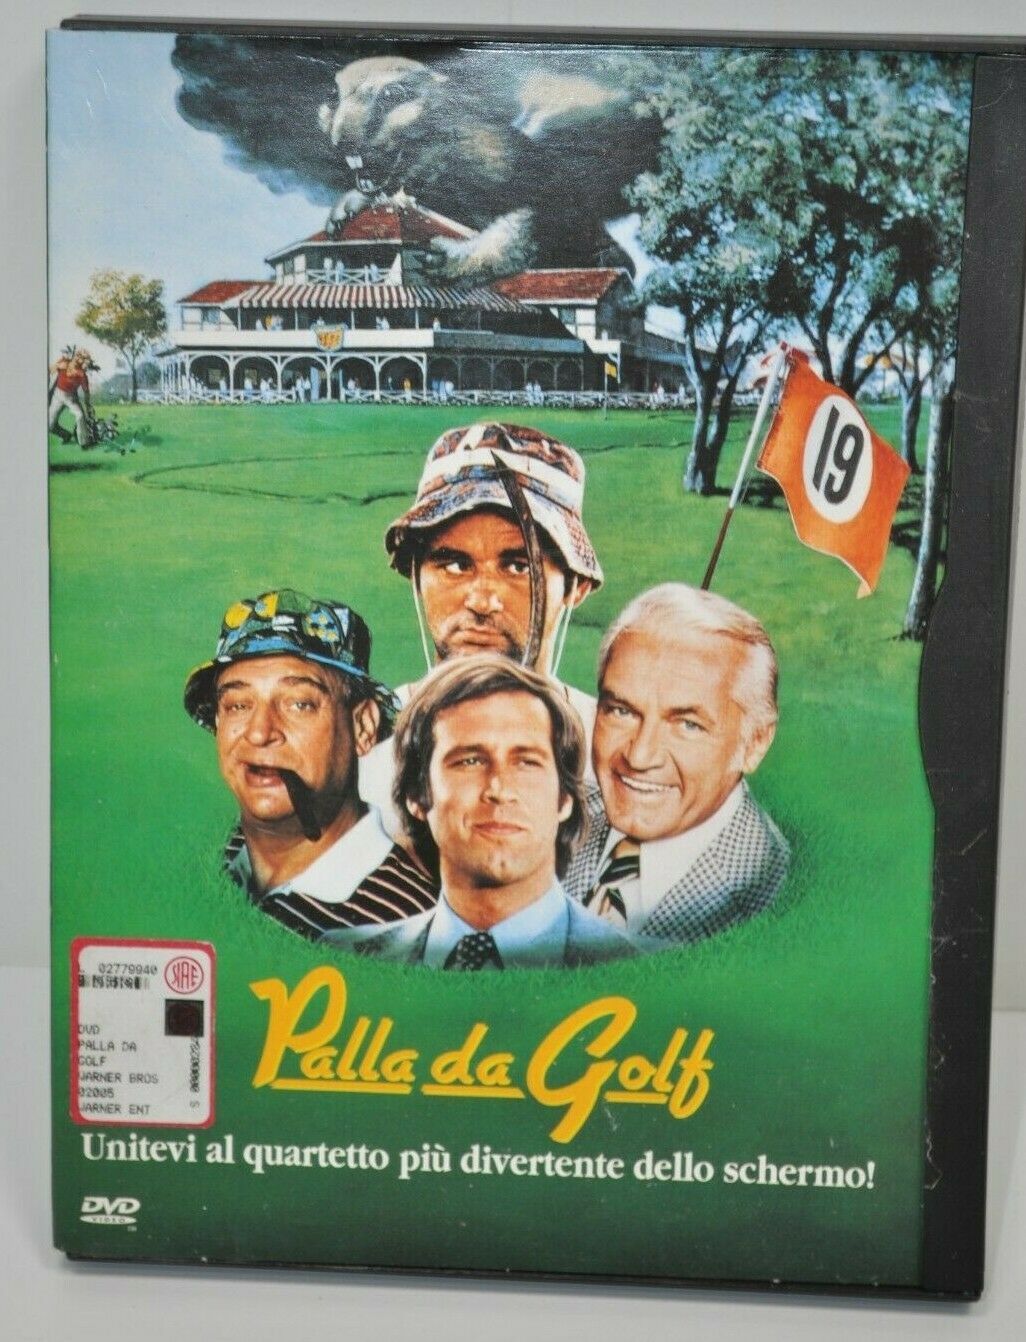 19
Palla da Golf
L 02779940
SIAE
DVD
PALLA DA
GOLF
WARNER BROS
02005
WARNER ENT
Unitevi al quartetto più divertente dello schermo!
DVD
VIDEO